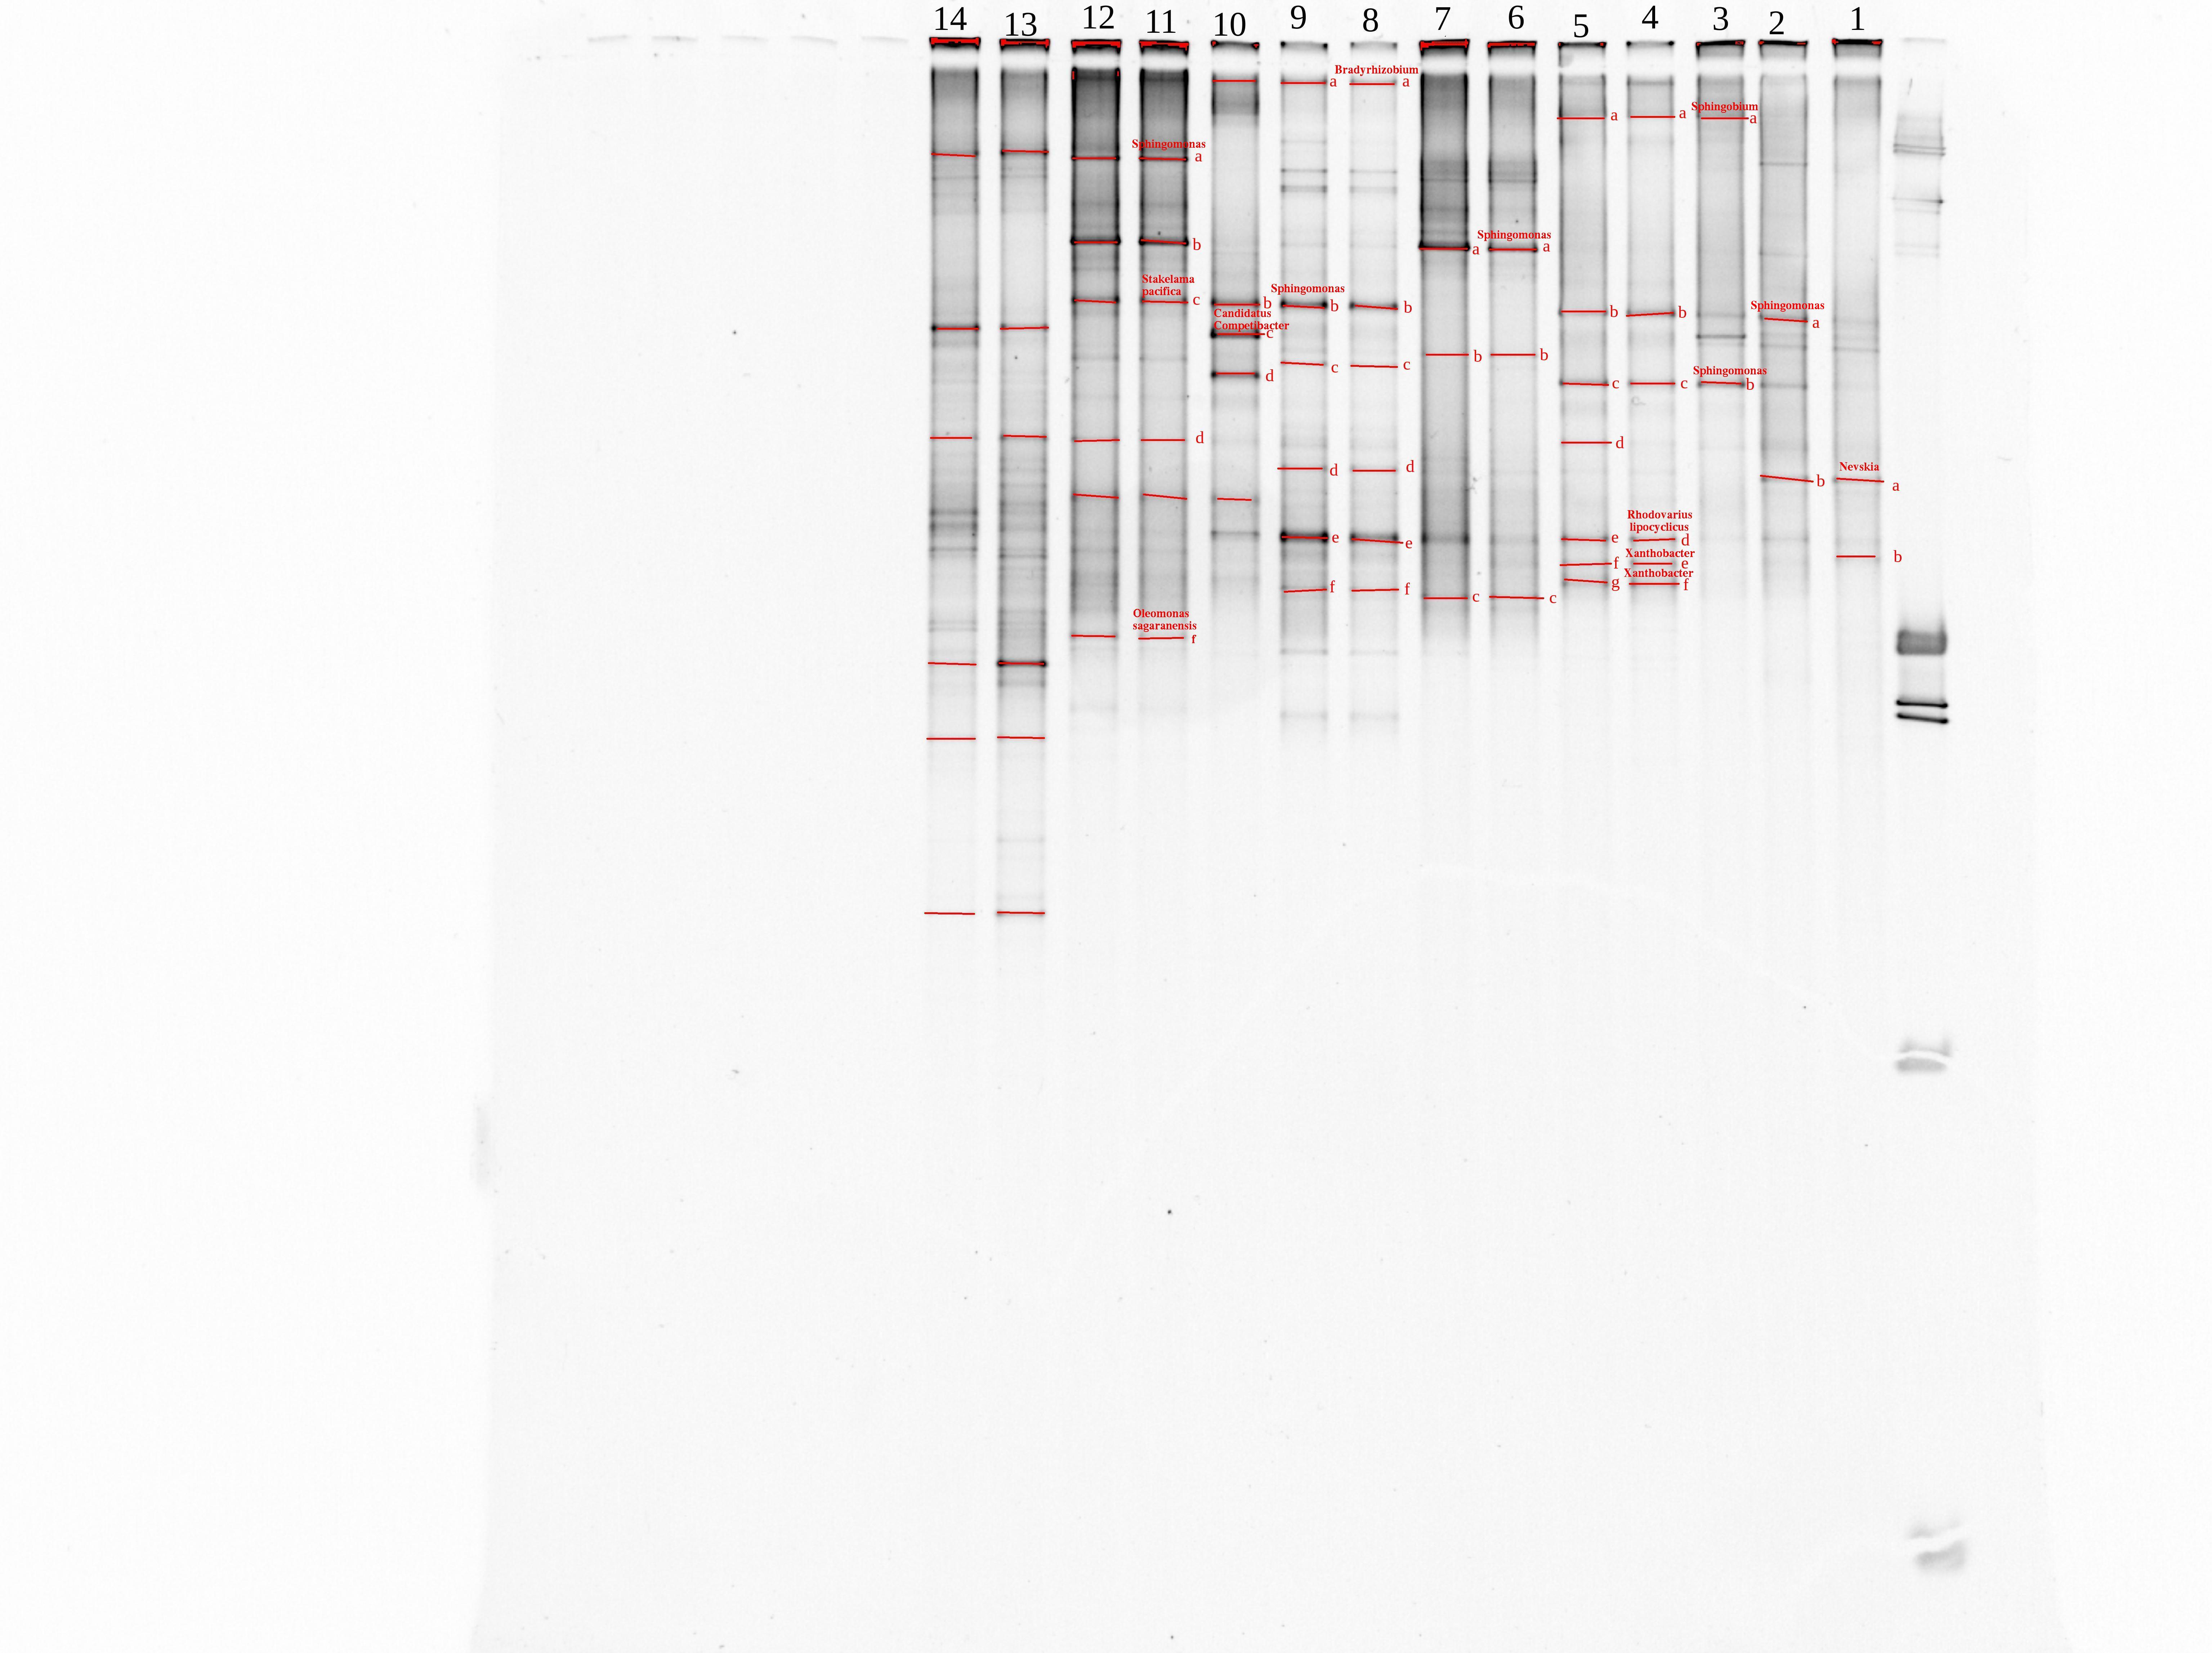 14 13 12 11 10 9 8 7 6 5 4 3 2 1
Bradyrhizobium
a a
Sphingobium
a a a
Sphingomonas
a
Sphingomonas
b a a
Stakelama
pacifica c
Sphingomonas
b b b
Sphingomonas
b b a
Candidatus
Competibacter
c
b b
c c
d
Sphingomonas
c c b
d
d
d d
Nevskia
b a
Rhodovarius
lipocyclicus
e e e d
Xanthobacter
f e
b
Xanthobacter
f f g f
c c
Oleomonas
sagaranensis
f